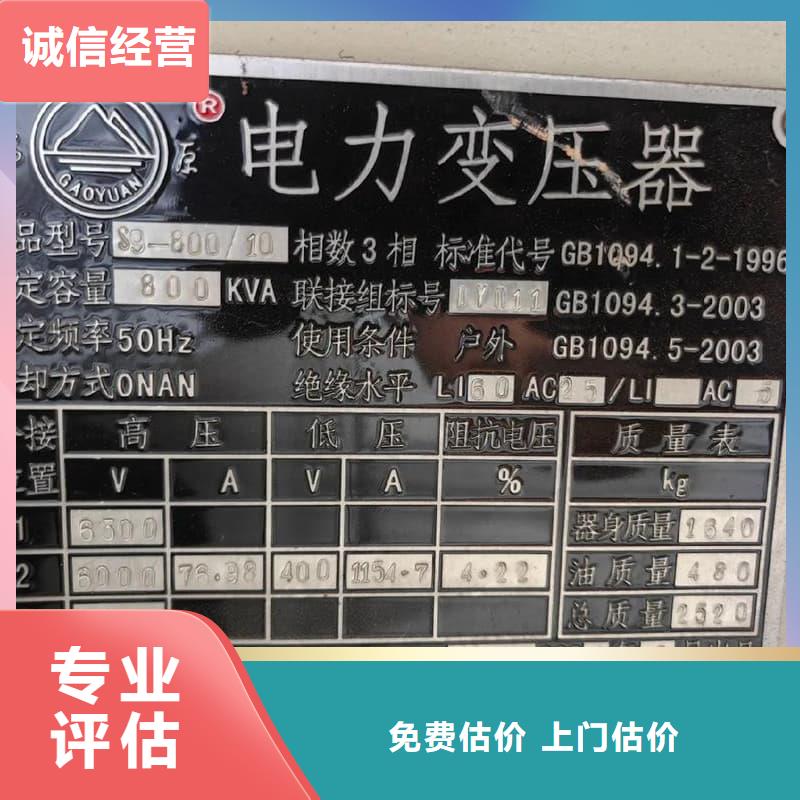 诚信经营
GAOYUAN
原
®
电力变压器
品型号 S9-800/10 相数3相 标准代号 GB1094.1-2-1996
定容量 800 KVA 联接组标号 DYN11 GB1094.3-2003
定频率 50Hz 使用条件 户外 GB1094.5-2003
却方式 ONAN 绝缘水平 LI 60 AC 25 /LI AC 5
接 高压 低压 阻抗电压 质量表
位置 V A V A % kg
1 6300 器身质量 1640
2 6000 76.98 400 1154.7 4.22 油质量 480
总质量 2520
专业
评估
免费估价 上门估价